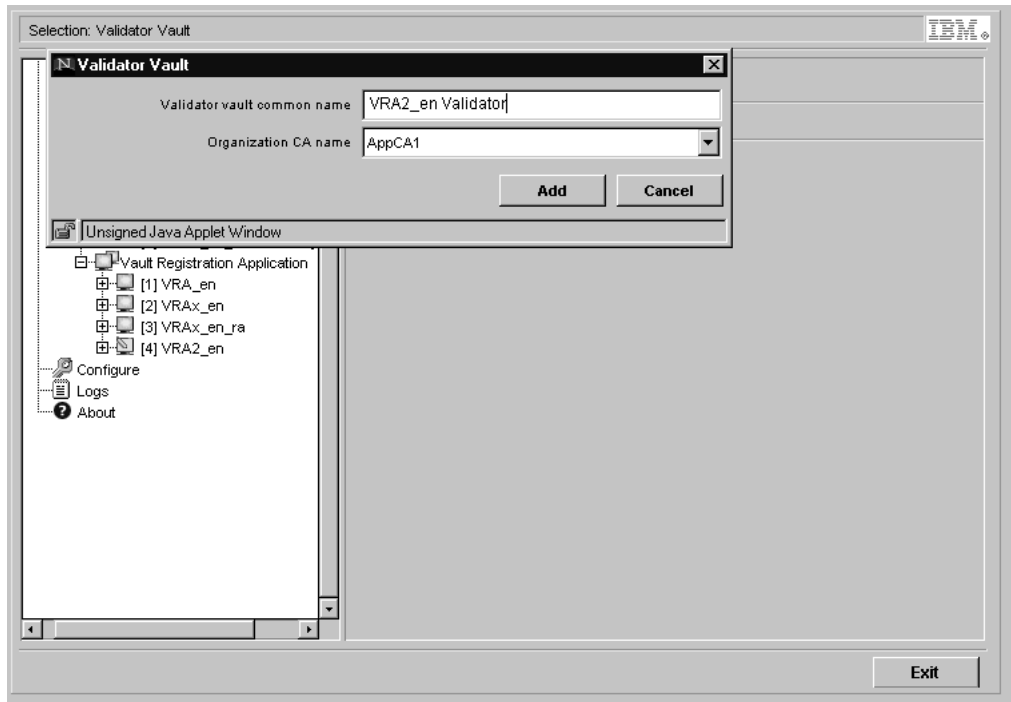 Selection: Validator Vault
IBM
N Validator Vault
Validator vault common name VRA2_en Validator
Organization CA name AppCA1
Add Cancel
Unsigned Java Applet Window
Vault Registration Application
[1] VRA_en
[2] VRAx_en
[3] VRAx_en_ra
[4] VRA2_en
Configure
Logs
About
Exit